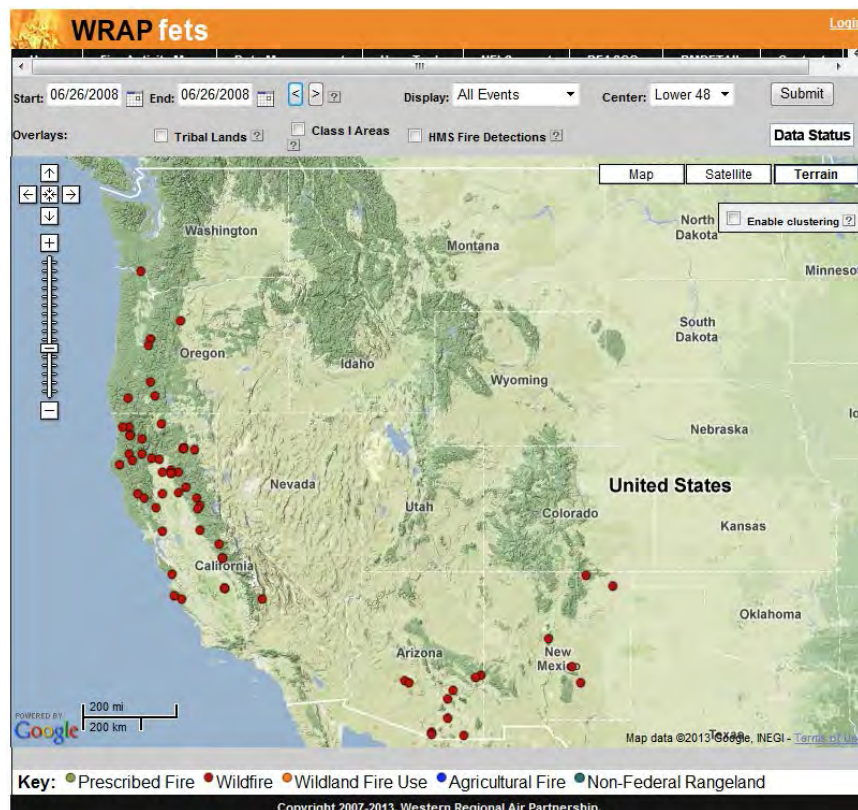 WRAP fets
Login
Start: 06/26/2008 End: 06/26/2008 < > ? Display: All Events Center: Lower 48 Submit
Overlays: Tribal Lands ? Class I Areas ? HMS Fire Detections ? Data Status
Map Satellite Terrain
Enable clustering ?
Washington
Montana
North Dakota
Minneso
Oregon
Idaho
South Dakota
Wyoming
Nebraska
Nevada
Utah
United States
Colorado
Kansas
California
Oklahoma
Arizona
New Mexico
Texas
200 mi
200 km
POWERED BY
Google
Map data ©2013 Google, INEGI - Terms of Use
Key: Prescribed Fire Wildfire Wildland Fire Use Agricultural Fire Non-Federal Rangeland
Copyright 2007-2013, Western Regional Air Partnership